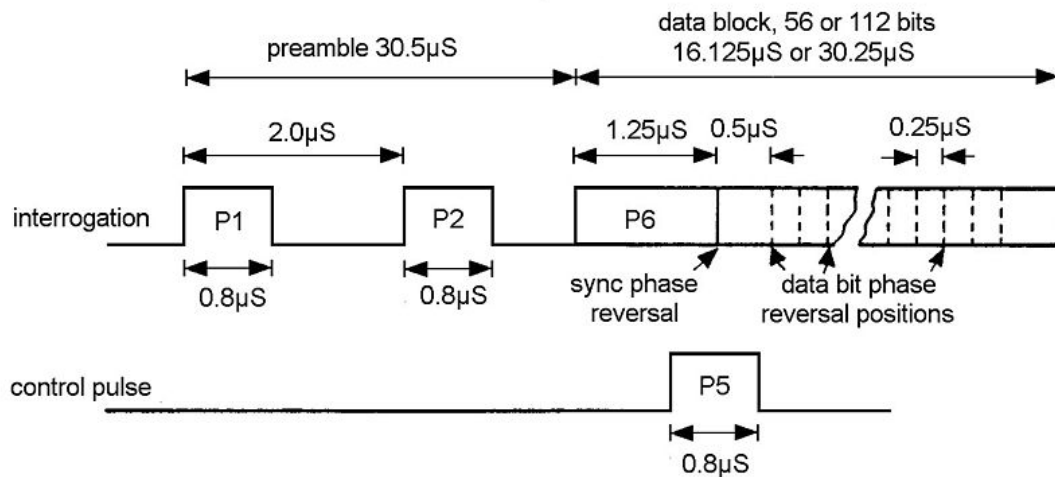 data block, 56 or 112 bits
preamble 30.5µS
16.125µS or 30.25µS
2.0µS
1.25µS
0.5µS
0.25µS
interrogation
P1
P2
P6
0.8µS
0.8µS
sync phase
reversal
data bit phase
reversal positions
control pulse
P5
0.8µS